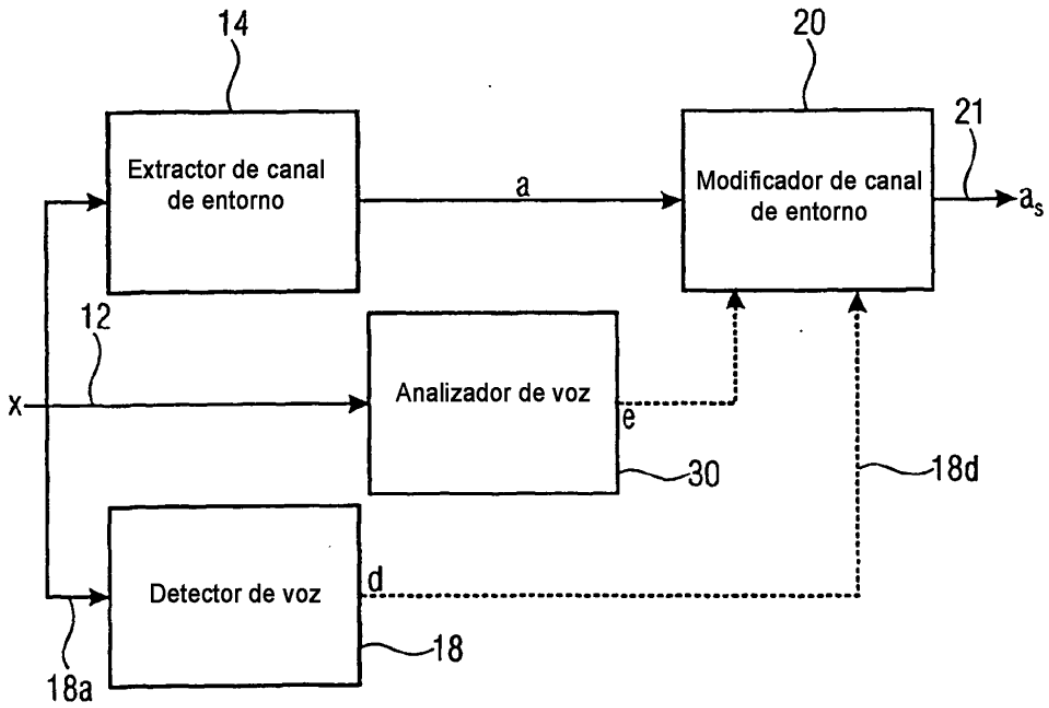 14
20
21
Extractor de canal
de entorno
a
Modificador de canal
de entorno
a_s
12
x
Analizador de voz
e
30
18d
Detector de voz
d
18
18a